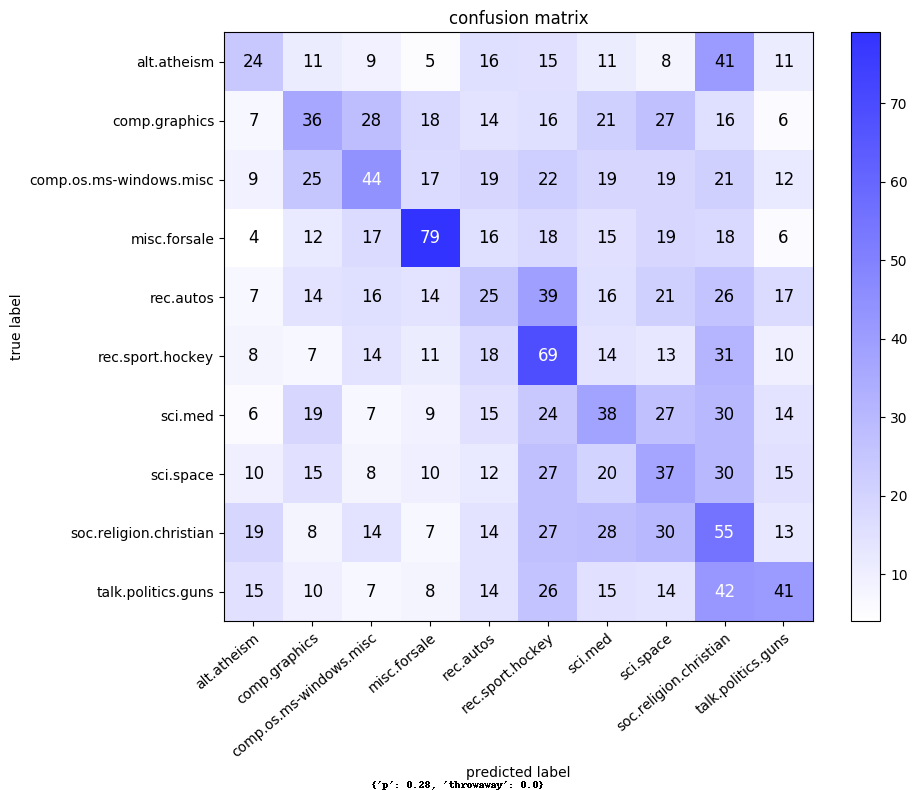 confusion matrix
alt.atheism 24 11 9 5 16 15 11 8 41 11
comp.graphics 7 36 28 18 14 16 21 27 16 6
comp.os.ms-windows.misc 9 25 44 17 19 22 19 19 21 12
misc.forsale 4 12 17 79 16 18 15 19 18 6
rec.autos 7 14 16 14 25 39 16 21 26 17
rec.sport.hockey 8 7 14 11 18 69 14 13 31 10
sci.med 6 19 7 9 15 24 38 27 30 14
sci.space 10 15 8 10 12 27 20 37 30 15
soc.religion.christian 19 8 14 7 14 27 28 30 55 13
talk.politics.guns 15 10 7 8 14 26 15 14 42 41
true label
alt.atheism
comp.graphics
comp.os.ms-windows.misc
misc.forsale
rec.autos
rec.sport.hockey
sci.med
sci.space
soc.religion.christian
talk.politics.guns
predicted label
{'p': 0.28, 'throwaway': 0.0}
70
60
50
40
30
20
10